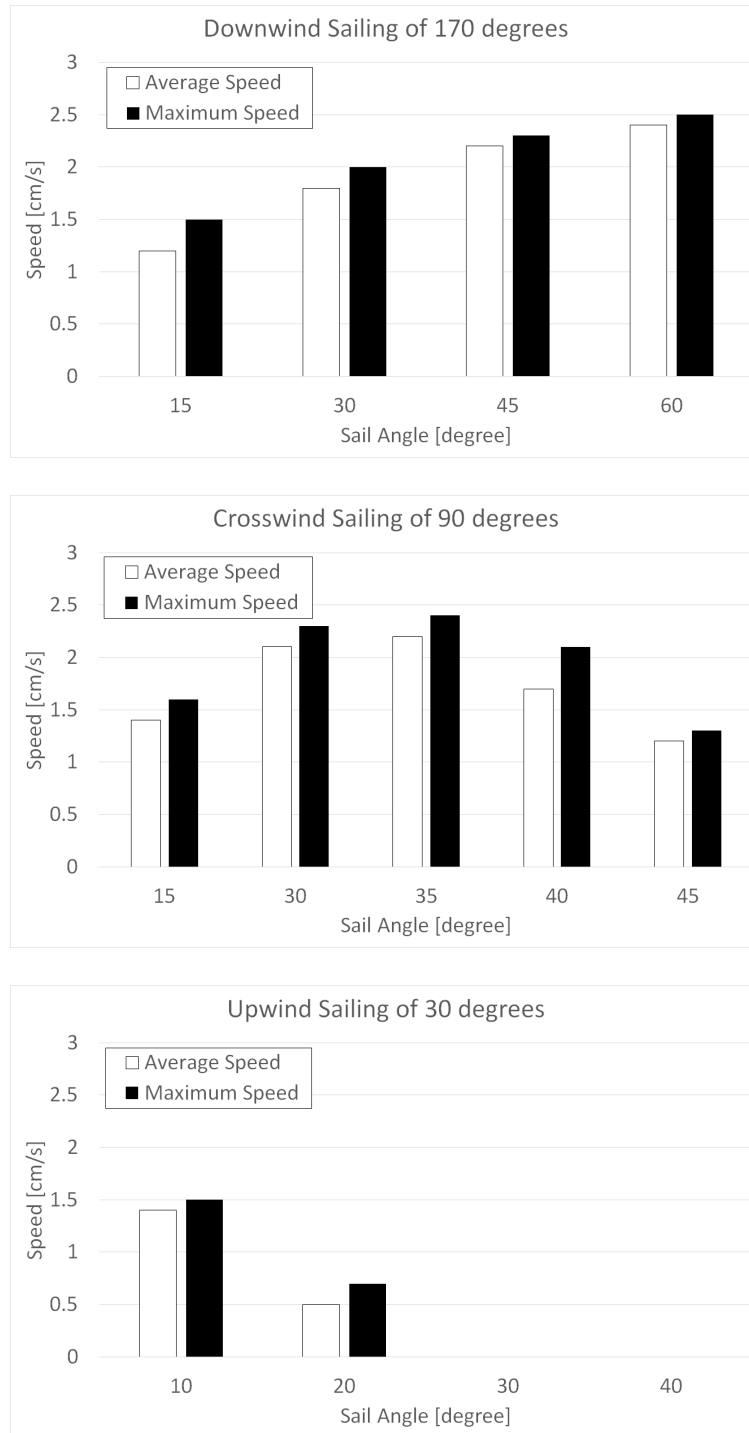 Downwind Sailing of 170 degrees
3
Average Speed
Maximum Speed
2.5
2
1.5
1
0.5
0
Speed [cm/s]
15 30 45 60
Sail Angle [degree]
Crosswind Sailing of 90 degrees
3
Average Speed
Maximum Speed
2.5
2
1.5
1
0.5
0
Speed [cm/s]
15 30 35 40 45
Sail Angle [degree]
Upwind Sailing of 30 degrees
3
Average Speed
Maximum Speed
2.5
2
1.5
1
0.5
0
Speed [cm/s]
10 20 30 40
Sail Angle [degree]